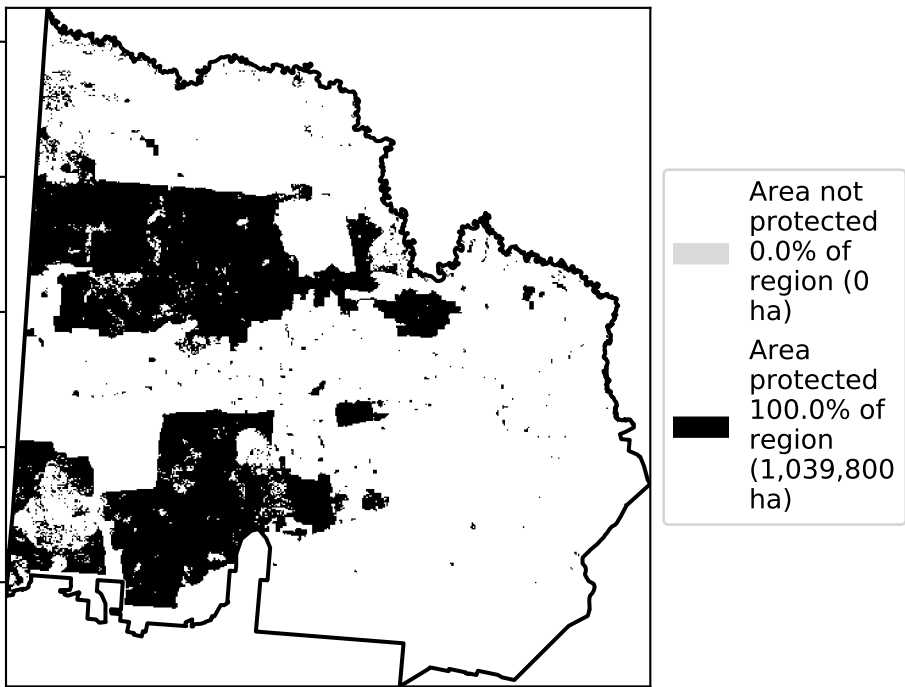 Area not
protected
0.0% of
region (0
ha)
Area
protected
100.0% of
region
(1,039,800
ha)